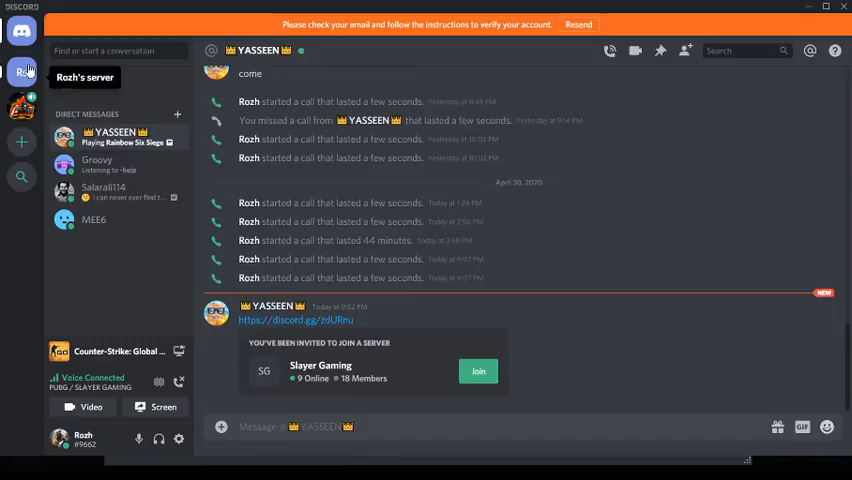 DISCORD
Please check your email and follow the instructions to verify your account. Resend
Find or start a conversation
YASSEEN
Search
Rozh's server
come
Rozh started a call that lasted a few seconds. Yesterday at 8:45 PM
You missed a call from YASSEEN that lasted a few seconds. Yesterday at 9:14 PM
Rozh started a call that lasted a few seconds. Yesterday at 10:02 PM
Rozh started a call that lasted a few seconds. Yesterday at 10:02 PM
April 30, 2020
Rozh started a call that lasted a few seconds. Today at 1:24 PM
Rozh started a call that lasted a few seconds. Today at 2:58 PM
Rozh started a call that lasted 44 minutes. Today at 2:58 PM
Rozh started a call that lasted a few seconds. Today at 9:07 PM
Rozh started a call that lasted a few seconds. Today at 9:07 PM
NEW
YASSEEN Today at 9:02 PM
https://discord.gg/zdURnu
YOU'VE BEEN INVITED TO JOIN A SERVER
SG
Slayer Gaming
9 Online 18 Members
Join
Message @ YASSEEN
GIF
DIRECT MESSAGES
YASSEEN
Playing Rainbow Six Siege
Groovy
Listening to -help
Salarali114
I can never ever find t...
MEE6
Counter-Strike: Global ...
Voice Connected
PUBG / SLAYER GAMING
Video
Screen
Rozh
#9662